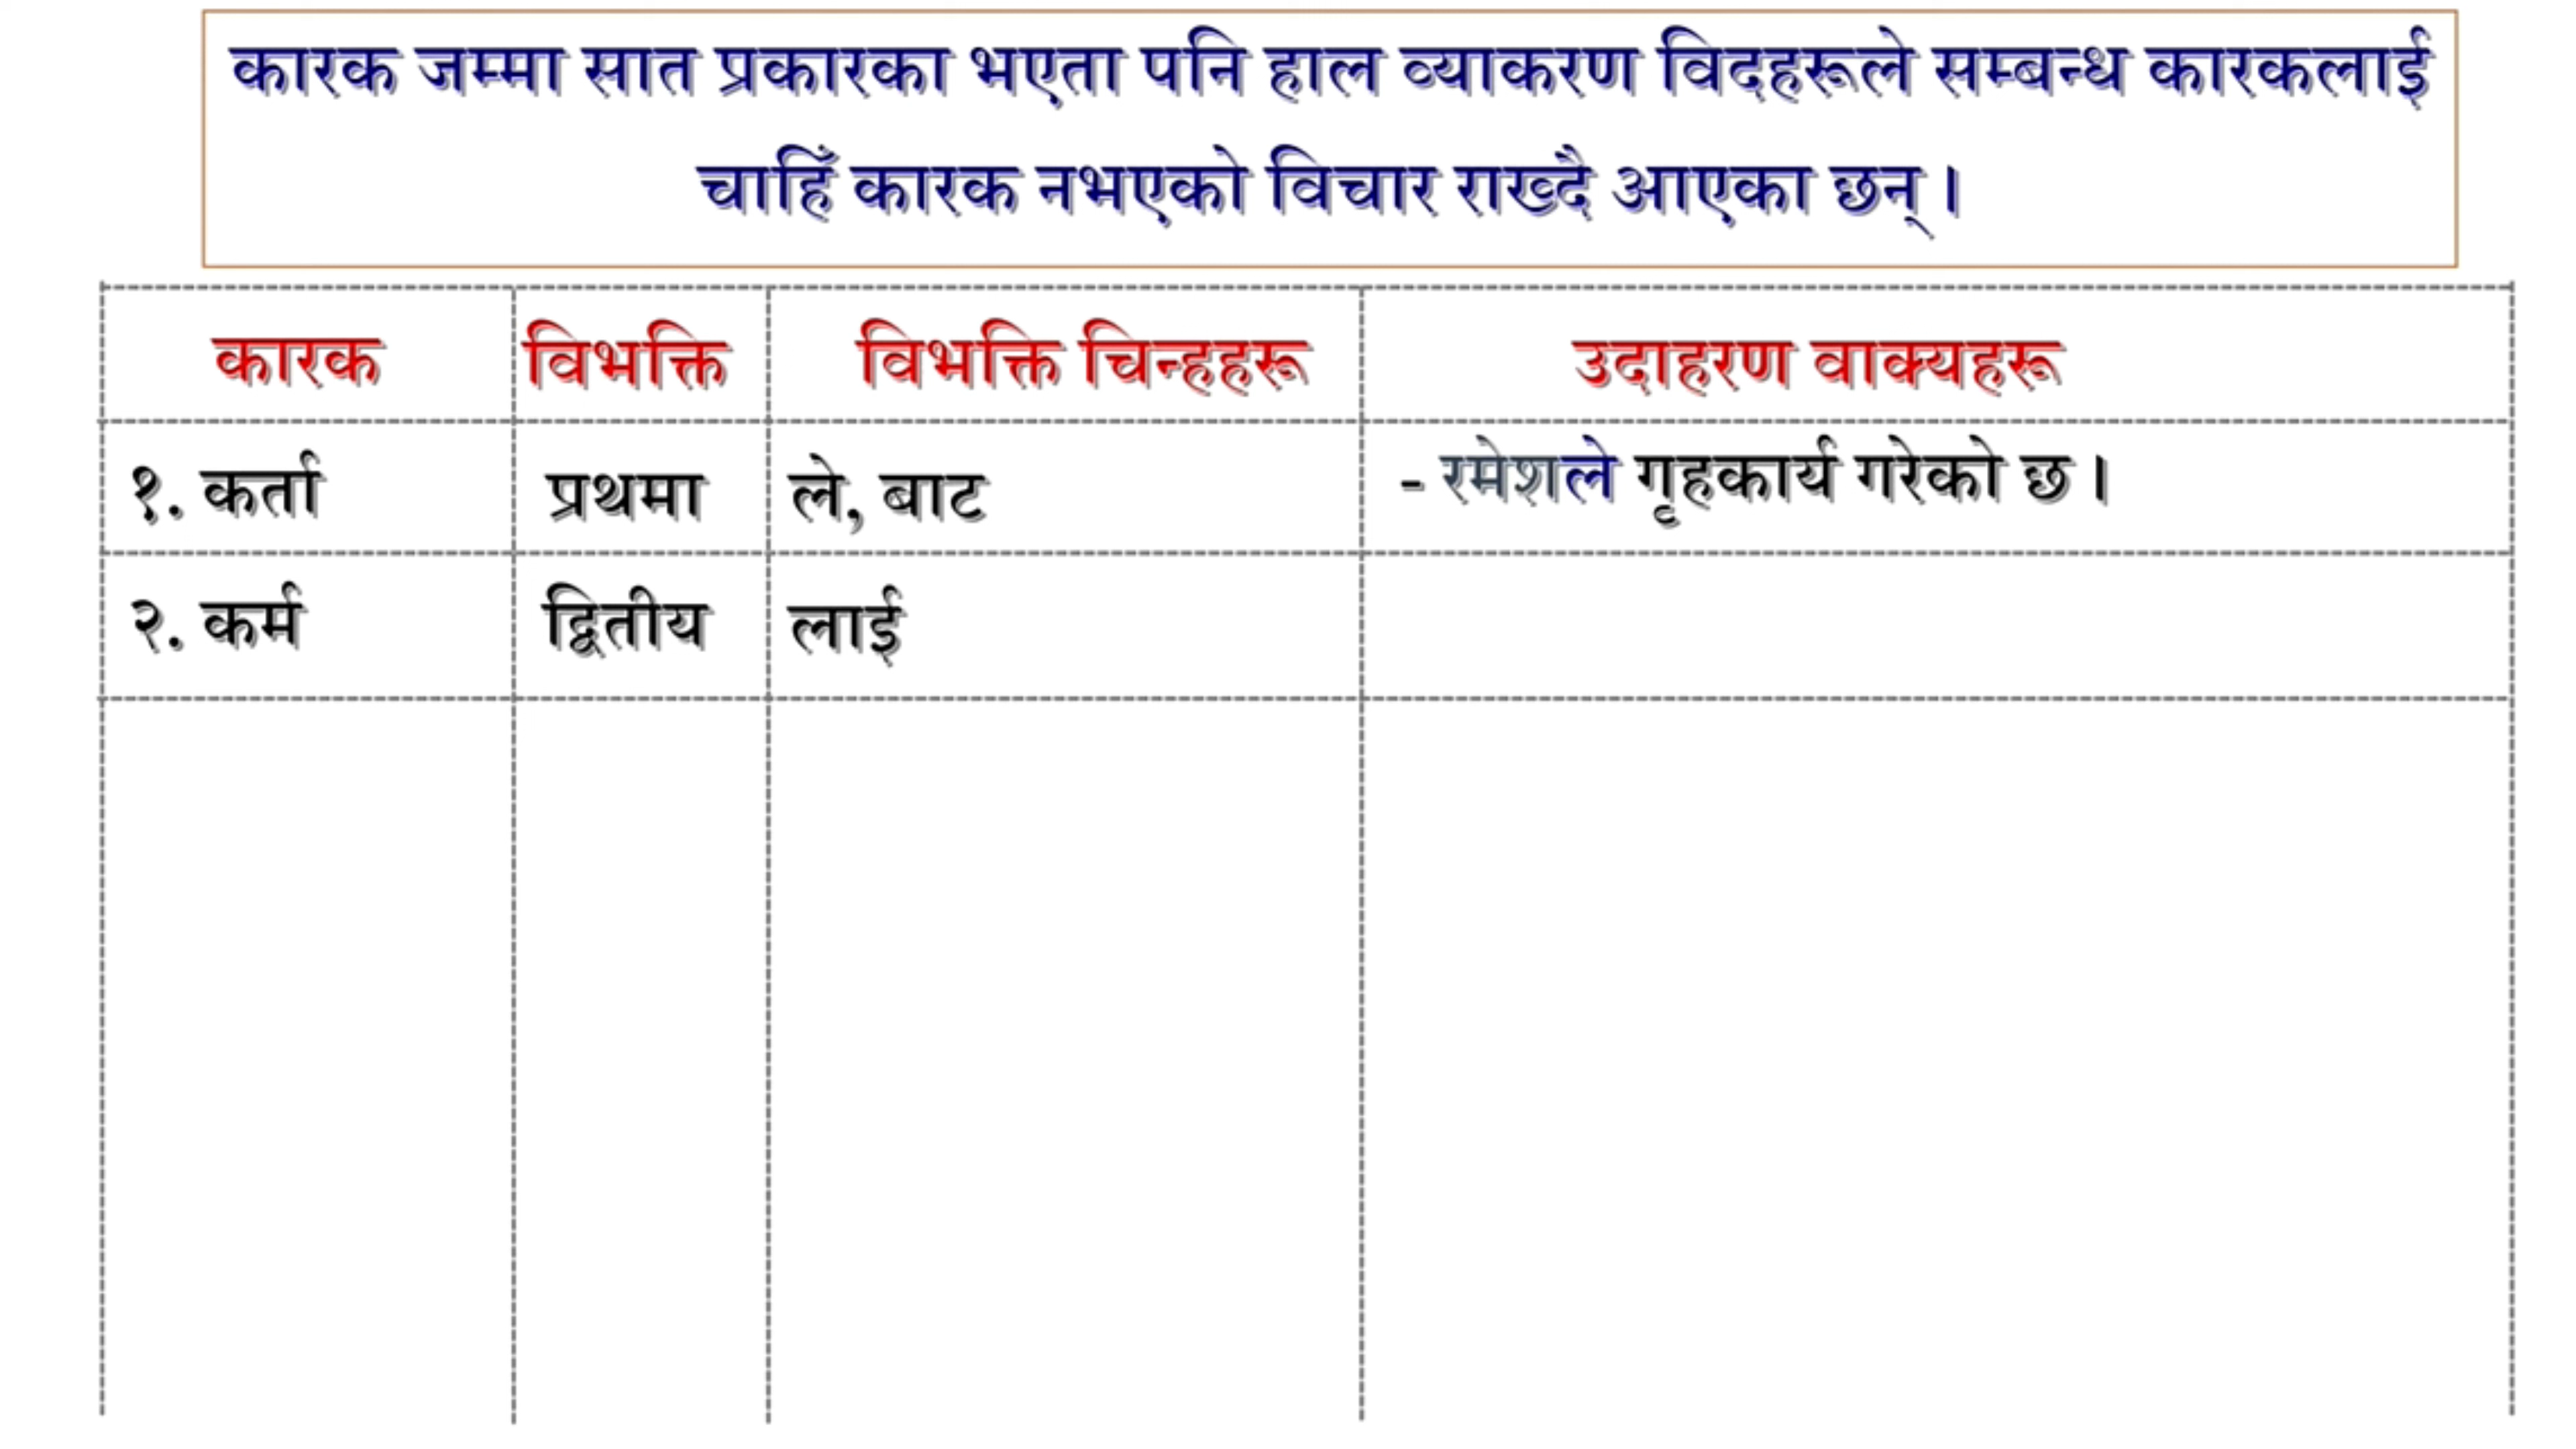 कारक जम्मा सात प्रकारका भएता पनि हाल व्याकरण विदहरूले सम्बन्ध कारकलाई
चाहिँ कारक नभएको विचार राख्दै आएका छन् ।
कारक विभक्ति विभक्ति चिन्हहरू उदाहरण वाक्यहरू
१. कर्ता प्रथमा ले, बाट - रमेशले गृहकार्य गरेको छ ।
२. कर्म द्वितीय लाई